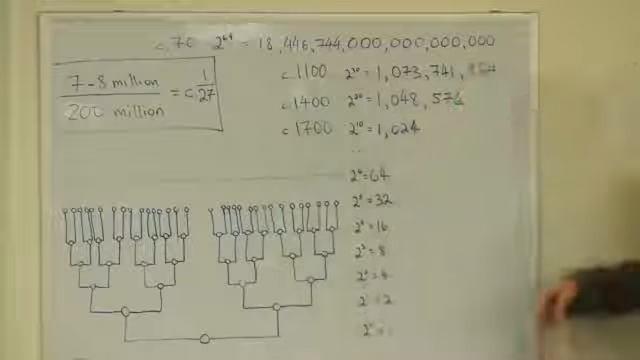 c.70 2⁶⁴ = 18,446,744,000,000,000,000
7-8 million
200 million
= c. 1/27
c.1100 2³⁰ = 1,073,741,
c.1400 2²⁰ = 1,048,576
c.1700 2¹⁰ = 1,024
...
2⁶=64
2⁵=32
2⁴=16
2³=8
2²=4
2¹=2